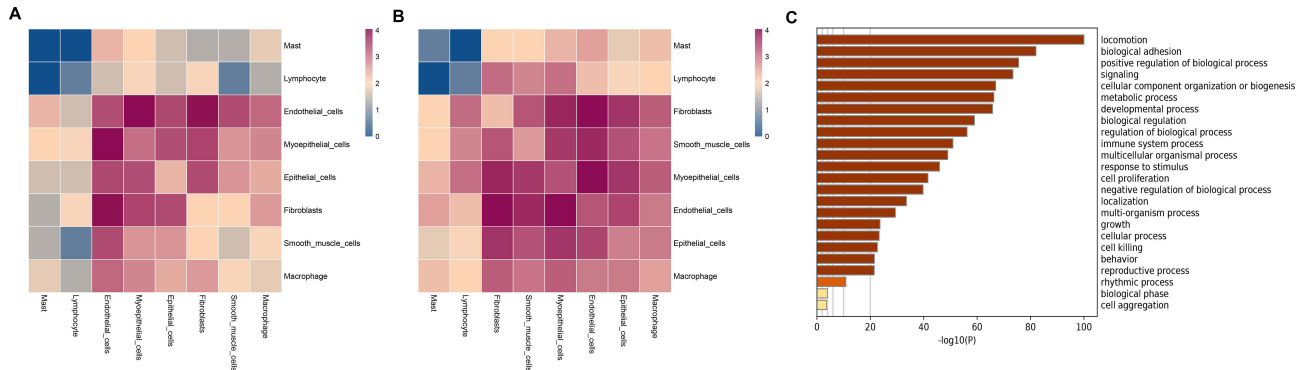 A
Mast
Lymphocyte
Endothelial_cells
Myoepithelial_cells
Epithelial_cells
Fibroblasts
Smooth_muscle_cells
Macrophage
Mast
Lymphocyte
Endothelial_cells
Myoepithelial_cells
Epithelial_cells
Fibroblasts
Smooth_muscle_cells
Macrophage
4
3
2
1
0
B
Mast
Lymphocyte
Fibroblasts
Smooth_muscle_cells
Myoepithelial_cells
Endothelial_cells
Epithelial_cells
Macrophage
Mast
Lymphocyte
Fibroblasts
Smooth_muscle_cells
Myoepithelial_cells
Endothelial_cells
Epithelial_cells
Macrophage
4
3
2
1
0
C
locomotion
biological adhesion
positive regulation of biological process
signaling
cellular component organization or biogenesis
metabolic process
developmental process
biological regulation
regulation of biological process
immune system process
multicellular organismal process
response to stimulus
cell proliferation
negative regulation of biological process
localization
multi-organism process
growth
cellular process
cell killing
behavior
reproductive process
rhythmic process
biological phase
cell aggregation
0 20 40 60 80 100
-log10(P)